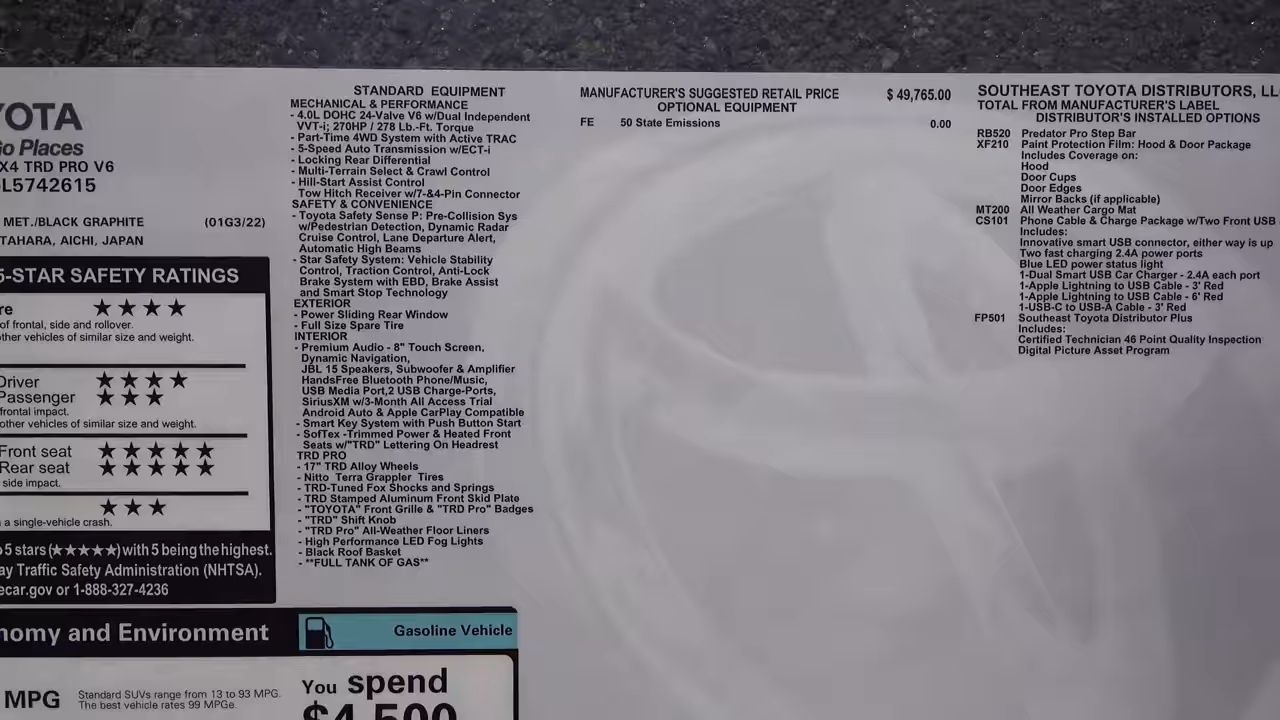 YOTA
Go Places
X4 TRD PRO V6
L5742615
MET./BLACK GRAPHITE (01G3/22)
TAHARA, AICHI, JAPAN
5-STAR SAFETY RATINGS
★★★★
of frontal, side and rollover.
other vehicles of similar size and weight.
Driver ★★★★
Passenger ★★★
frontal impact.
other vehicles of similar size and weight.
Front seat ★★★★★
Rear seat ★★★★★
side impact.
★★★
a single-vehicle crash.
5 stars (★★★★★) with 5 being the highest.
ay Traffic Safety Administration (NHTSA).
ecar.gov or 1-888-327-4236
nomy and Environment
Gasoline Vehicle
MPG
Standard SUVs range from 13 to 93 MPG.
The best vehicle rates 99 MPGe.
You spend
$4,500
STANDARD EQUIPMENT
MECHANICAL & PERFORMANCE
- 4.0L DOHC 24-Valve V6 w/Dual Independent
VVT-i; 270HP / 278 Lb.-Ft. Torque
- Part-Time 4WD System with Active TRAC
- 5-Speed Auto Transmission w/ECT-i
- Locking Rear Differential
- Multi-Terrain Select & Crawl Control
- Hill-Start Assist Control
Tow Hitch Receiver w/7-&4-Pin Connector
SAFETY & CONVENIENCE
- Toyota Safety Sense P: Pre-Collision Sys
w/Pedestrian Detection, Dynamic Radar
Cruise Control, Lane Departure Alert,
Automatic High Beams
- Star Safety System: Vehicle Stability
Control, Traction Control, Anti-Lock
Brake System with EBD, Brake Assist
and Smart Stop Technology
EXTERIOR
- Power Sliding Rear Window
- Full Size Spare Tire
INTERIOR
- Premium Audio - 8" Touch Screen,
Dynamic Navigation,
JBL 15 Speakers, Subwoofer & Amplifier
HandsFree Bluetooth Phone/Music,
USB Media Port,2 USB Charge-Ports,
SiriusXM w/3-Month All Access Trial
Android Auto & Apple CarPlay Compatible
- Smart Key System with Push Button Start
- SofTex -Trimmed Power & Heated Front
Seats w/"TRD" Lettering On Headrest
TRD PRO
- 17" TRD Alloy Wheels
- Nitto Terra Grappler Tires
- TRD-Tuned Fox Shocks and Springs
- TRD Stamped Aluminum Front Skid Plate
- "TOYOTA" Front Grille & "TRD Pro" Badges
- "TRD" Shift Knob
- "TRD Pro" All-Weather Floor Liners
- High Performance LED Fog Lights
- Black Roof Basket
- **FULL TANK OF GAS**
MANUFACTURER'S SUGGESTED RETAIL PRICE $ 49,765.00
OPTIONAL EQUIPMENT
FE 50 State Emissions 0.00
SOUTHEAST TOYOTA DISTRIBUTORS, LL
TOTAL FROM MANUFACTURER'S LABEL
DISTRIBUTOR'S INSTALLED OPTIONS
RB520 Predator Pro Step Bar
XF210 Paint Protection Film: Hood & Door Package
Includes Coverage on:
Hood
Door Cups
Door Edges
Mirror Backs (if applicable)
MT200 All Weather Cargo Mat
CS101 Phone Cable & Charge Package w/Two Front USB
Includes:
Innovative smart USB connector, either way is up
Two fast charging 2.4A power ports
Blue LED power status light
1-Dual Smart USB Car Charger - 2.4A each port
1-Apple Lightning to USB Cable - 3' Red
1-Apple Lightning to USB Cable - 6' Red
1-USB-C to USB-A Cable - 3' Red
FP501 Southeast Toyota Distributor Plus
Includes:
Certified Technician 46 Point Quality Inspection
Digital Picture Asset Program